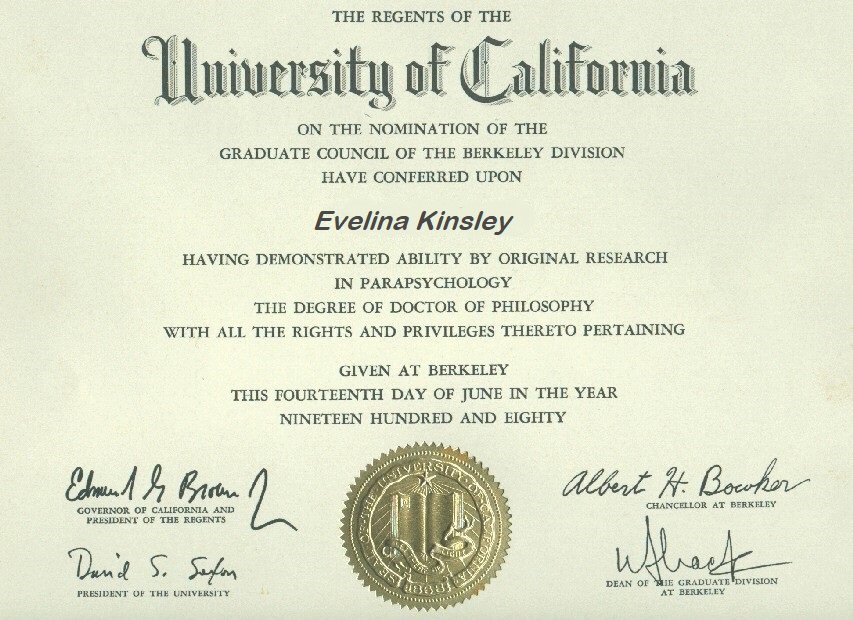 THE REGENTS OF THE
University of California
ON THE NOMINATION OF THE
GRADUATE COUNCIL OF THE BERKELEY DIVISION
HAVE CONFERRED UPON
Evelina Kinsley
HAVING DEMONSTRATED ABILITY BY ORIGINAL RESEARCH
IN PARAPSYCHOLOGY
THE DEGREE OF DOCTOR OF PHILOSOPHY
WITH ALL THE RIGHTS AND PRIVILEGES THERETO PERTAINING
GIVEN AT BERKELEY
THIS FOURTEENTH DAY OF JUNE IN THE YEAR
NINETEEN HUNDRED AND EIGHTY
Edmund G Brown Jr
GOVERNOR OF CALIFORNIA AND
PRESIDENT OF THE REGENTS
Albert H. Bowker
CHANCELLOR AT BERKELEY
David S.
PRESIDENT OF THE UNIVERSITY
DEAN OF THE GRADUATE DIVISION
AT BERKELEY
SEAL OF THE UNIVERSITY OF CALIFORNIA
1868